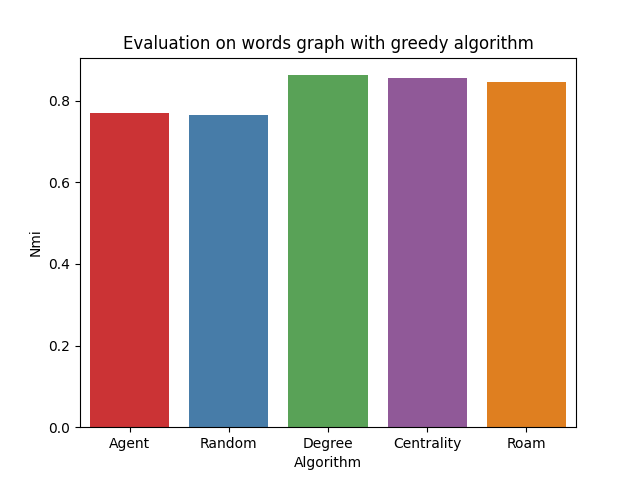 Evaluation on words graph with greedy algorithm
Nmi
0.8
0.6
0.4
0.2
0.0
Agent Random Degree Centrality Roam
Algorithm